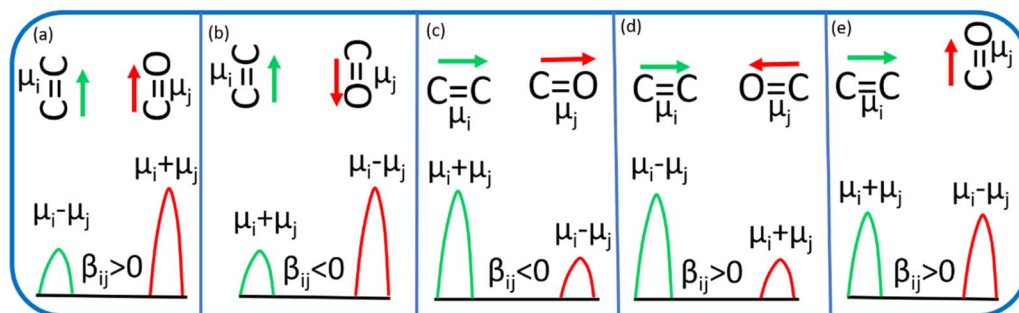 (a)
μᵢ C=C
C=O μⱼ
μᵢ+μⱼ
μᵢ-μⱼ
βᵢⱼ>0
(b)
μᵢ C=C
C=O μⱼ
μᵢ-μⱼ
μᵢ+μⱼ
βᵢⱼ<0
(c)
C=C C=O
μᵢ μⱼ
μᵢ+μⱼ
μᵢ-μⱼ
βᵢⱼ<0
(d)
C=C O=C
μᵢ μⱼ
μᵢ-μⱼ
μᵢ+μⱼ
βᵢⱼ>0
(e)
C=O μⱼ
C=C
μᵢ
μᵢ+μⱼ μᵢ-μⱼ
βᵢⱼ>0